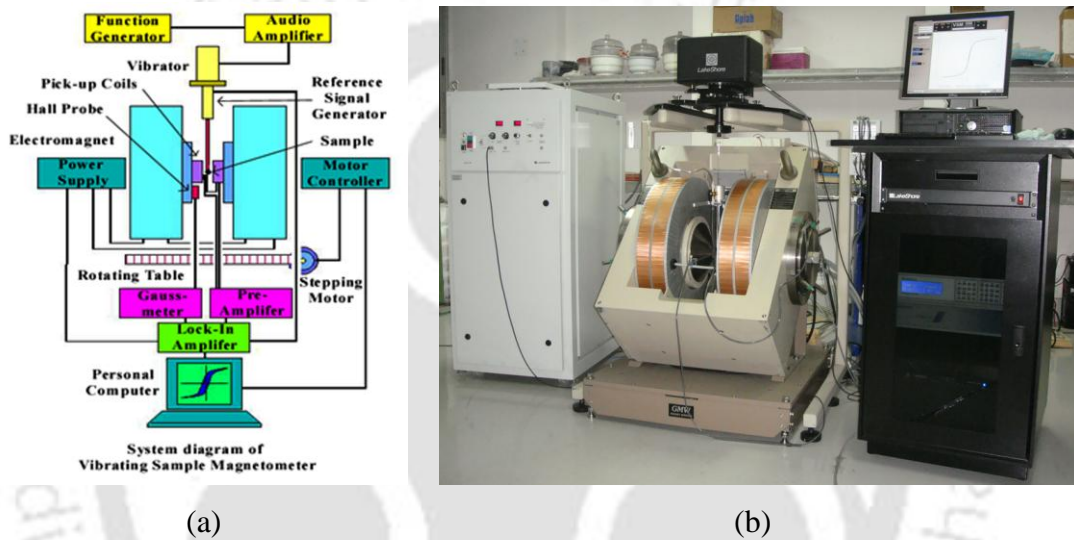 Function
Generator
Audio
Amplifier
Vibrator
Pick-up Coils
Hall Probe
Electromagnet
Reference
Signal
Generator
Sample
Power
Supply
Motor
Controller
Rotating Table
Stepping
Motor
Gauss-
meter
Pre-
Amplifer
Lock-In
Amplifer
Personal
Computer
System diagram of
Vibrating Sample Magnetometer
LakeShore
LakeShore
GMW
(a)
(b)